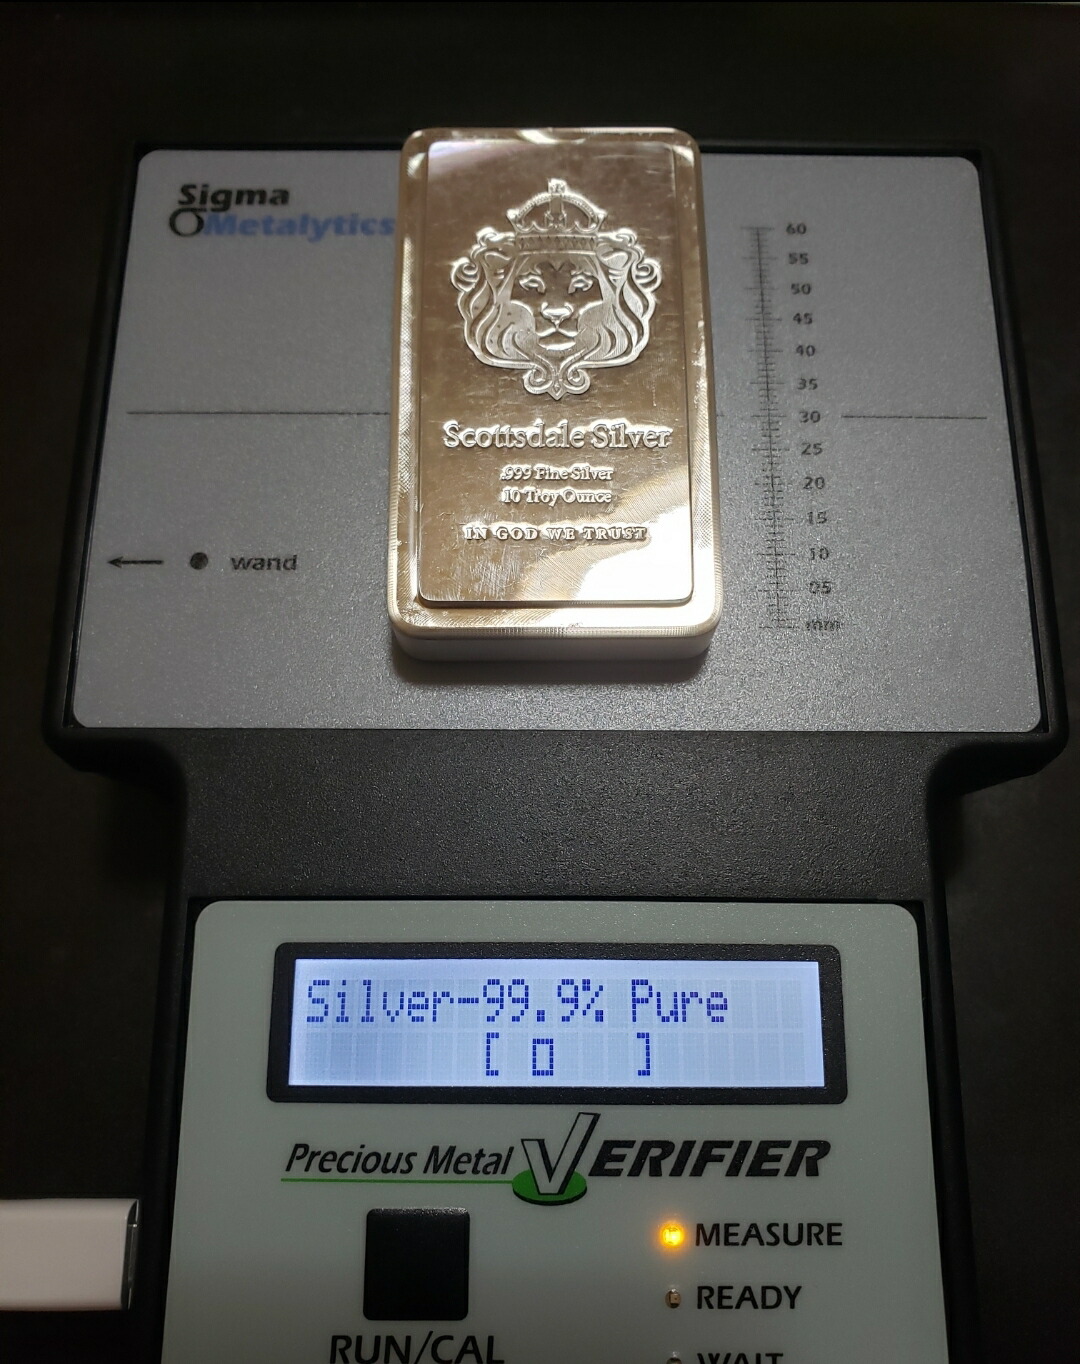 Sigma
Metalytics
60
55
50
45
40
35
30
25
20
15
10
05
mm
Scottsdale Silver
.999 Fine Silver
10 Troy Ounce
IN GOD WE TRUST
wand
Silver-99.9% Pure
[ 0 ]
Precious Metal VERIFIER
MEASURE
READY
RUN/CAL
WAIT